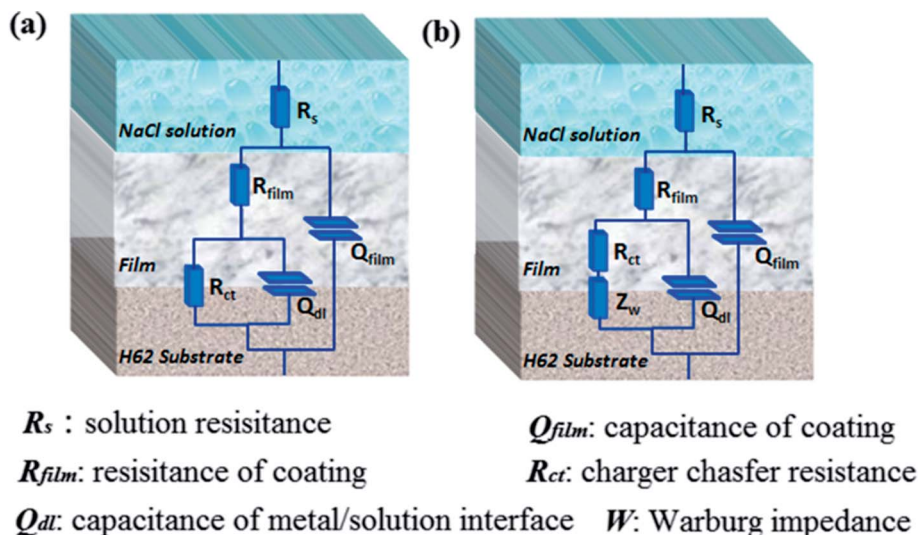 (a)
(b)
Rs
Rs
NaCl solution
NaCl solution
Rfilm
Rfilm
Qfilm
Qfilm
Rct
Film
Film
Rct
Qdl
Zw
Qdl
H62 Substrate
H62 Substrate
Rs : solution resisitance
Qfilm: capacitance of coating
Rfilm: resisitance of coating
Rct: charger chasfer resistance
Qdl: capacitance of metal/solution interface
W: Warburg impedance